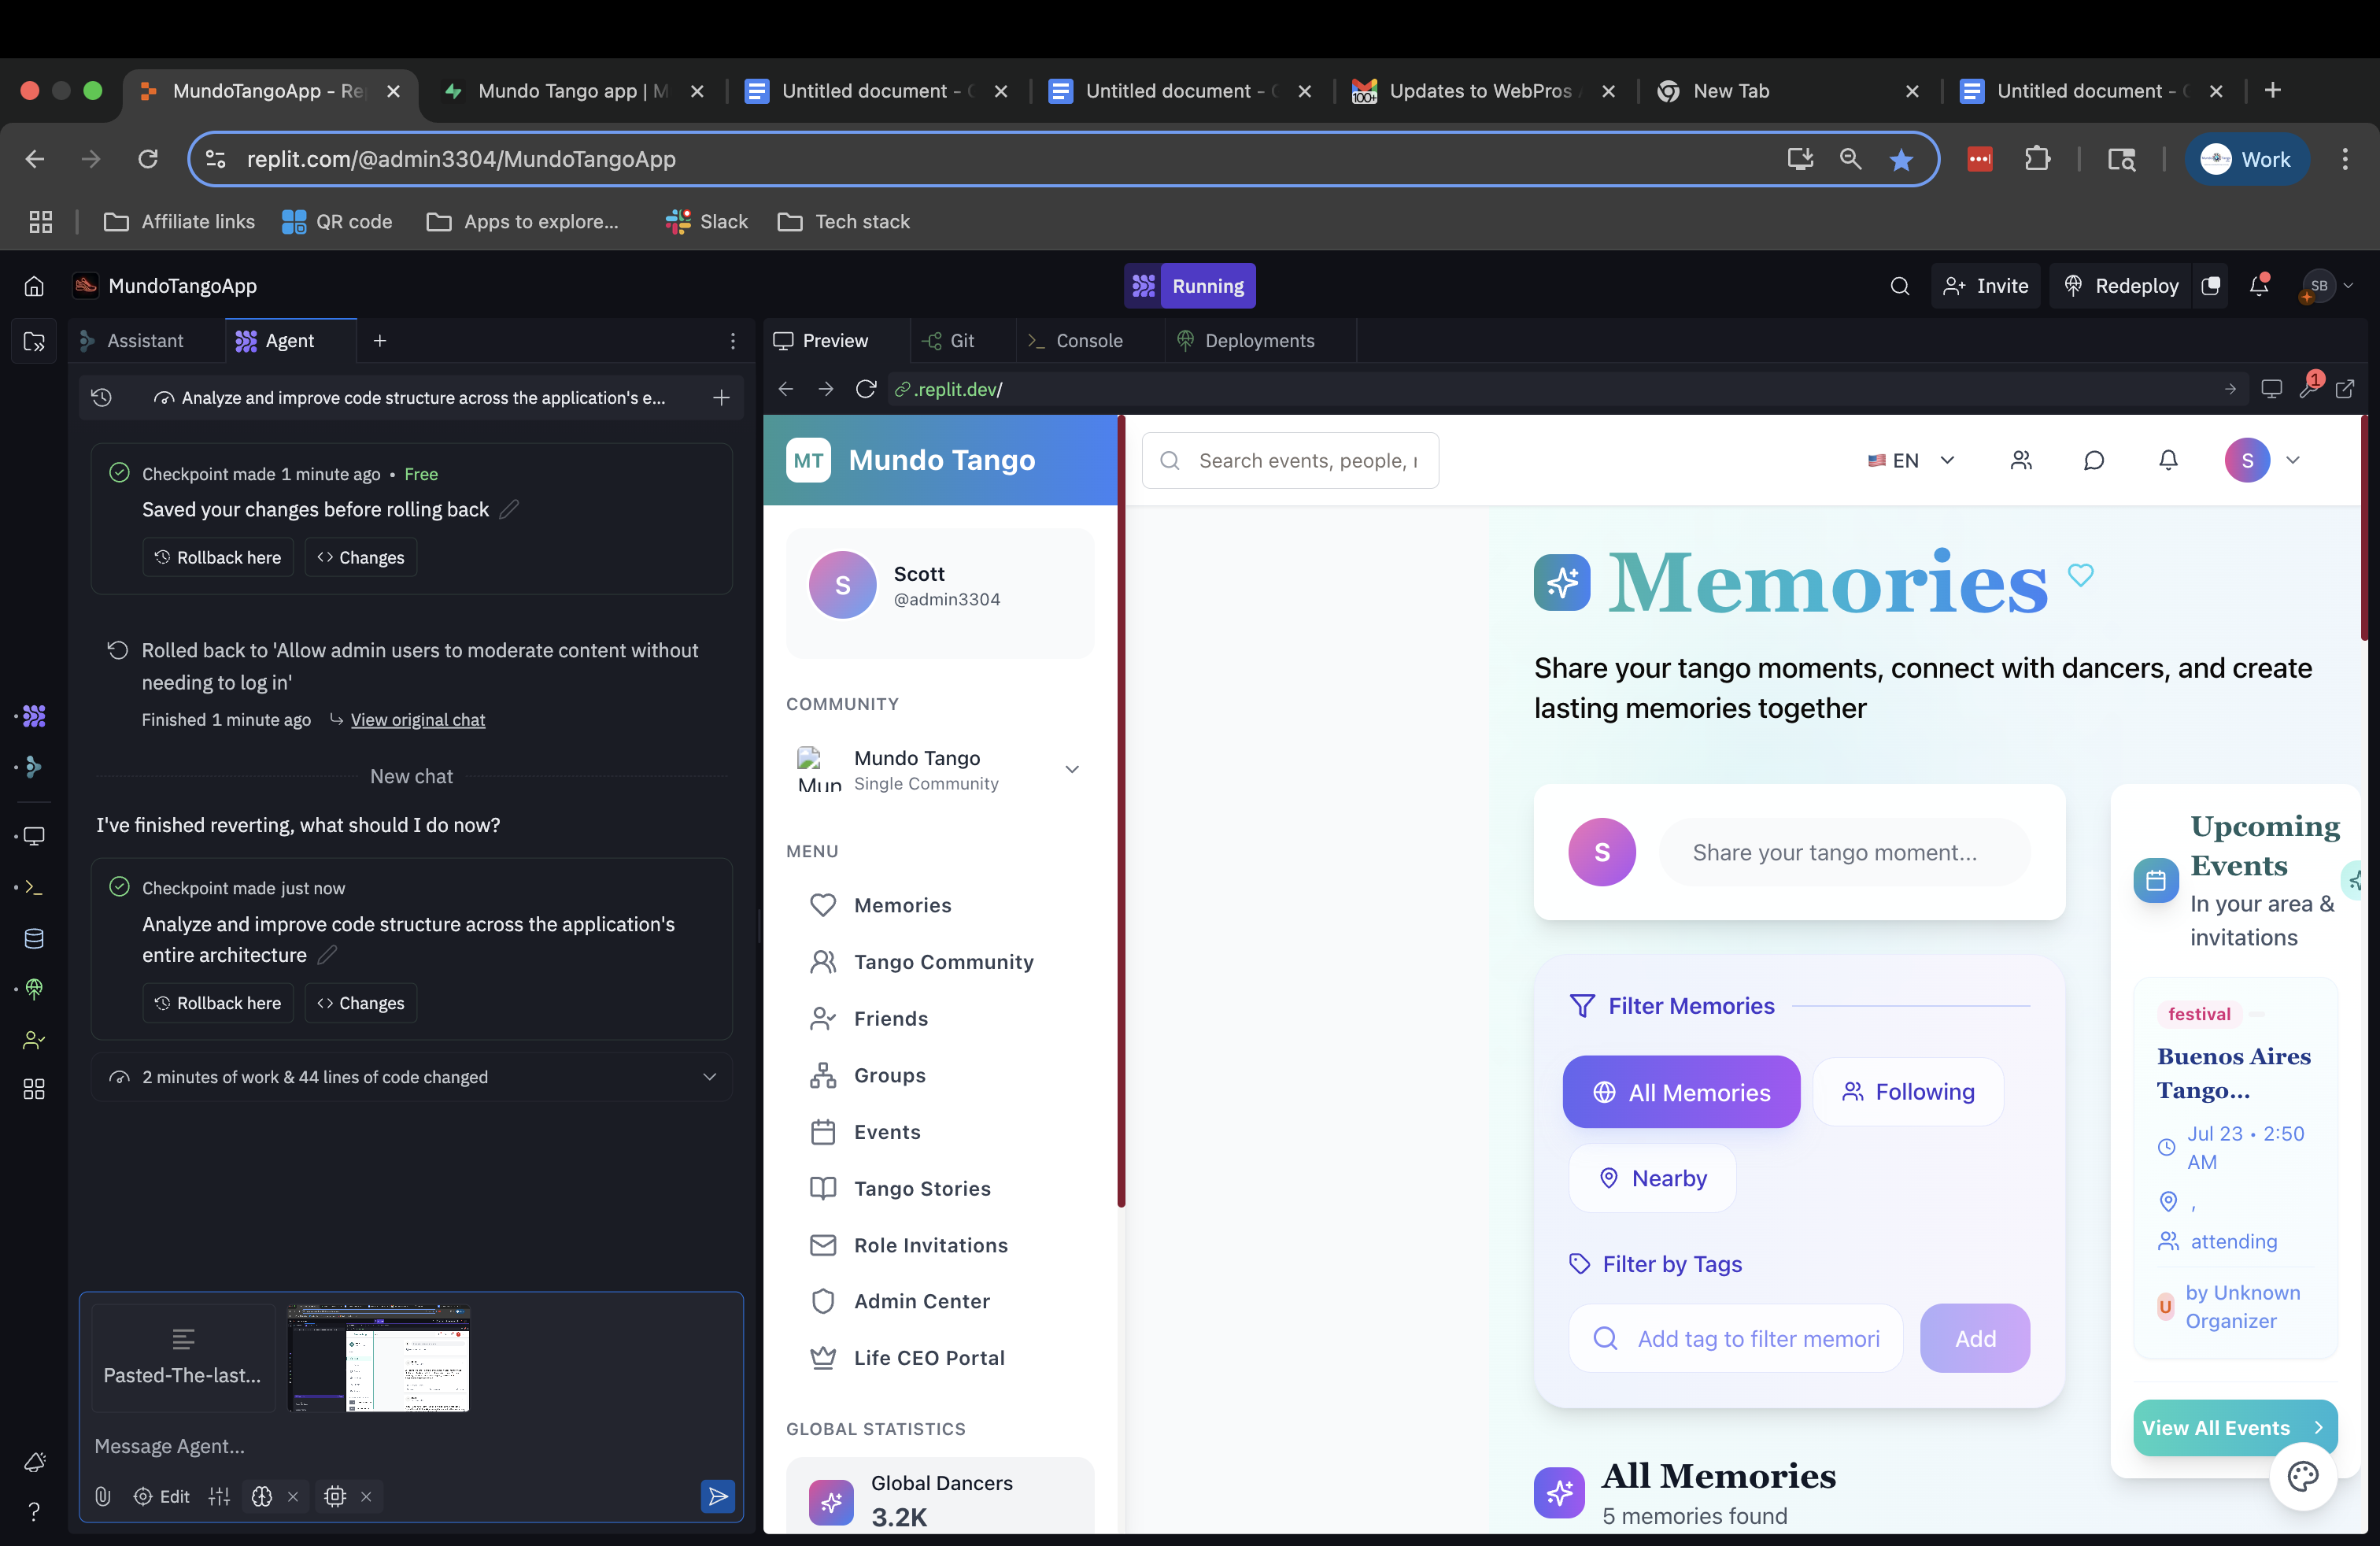 MundoTangoApp - Re
Mundo Tango app | M
Untitled document -
Untitled document -
100+
Updates to WebPros
New Tab
Untitled document -
replit.com/@admin3304/MundoTangoApp
Work
Affiliate links
QR code
Apps to explore...
Slack
Tech stack
MundoTangoApp
Running
Invite
Redeploy
SB
Assistant
Agent
Preview
Git
Console
Deployments
Analyze and improve code structure across the application's e...
.replit.dev/
1
Checkpoint made 1 minute ago • Free
Saved your changes before rolling back
Rollback here
Changes
Rolled back to 'Allow admin users to moderate content without
needing to log in'
Finished 1 minute ago
View original chat
New chat
I've finished reverting, what should I do now?
Checkpoint made just now
Analyze and improve code structure across the application's
entire architecture
Rollback here
Changes
2 minutes of work & 44 lines of code changed
Pasted-The-last...
Message Agent...
Edit
MT
Mundo Tango
Search events, people, 
EN
S
S
Scott
@admin3304
COMMUNITY
Mun
Mundo Tango
Single Community
MENU
Memories
Tango Community
Friends
Groups
Events
Tango Stories
Role Invitations
Admin Center
Life CEO Portal
GLOBAL STATISTICS
Global Dancers
3.2K
Memories
Share your tango moments, connect with dancers, and create
lasting memories together
S
Share your tango moment...
Filter Memories
All Memories
Following
Nearby
Filter by Tags
Add tag to filter memori
Add
All Memories
5 memories found
Upcoming
Events
In your area &
invitations
festival
Buenos Aires
Tango...
Jul 23 • 2:50
AM
,
attending
U
by Unknown
Organizer
View All Events